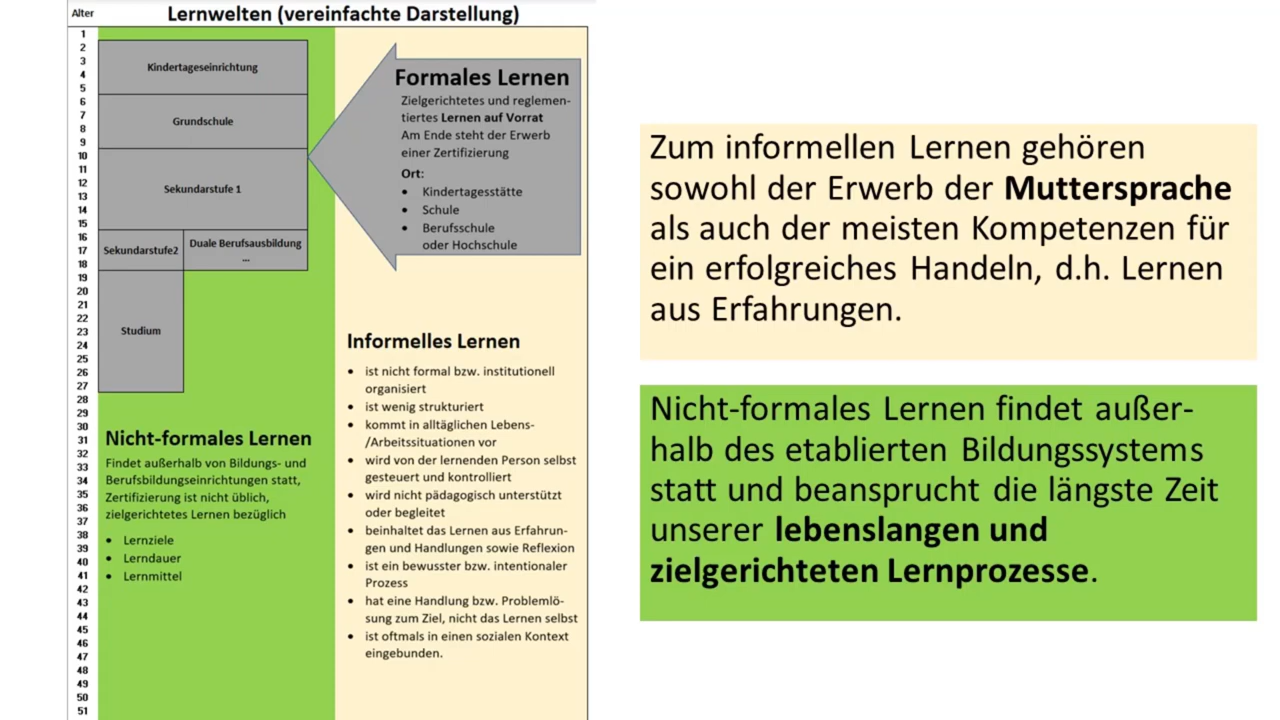 Alter
Lernwelten (vereinfachte Darstellung)
1
2
3
4
5
6
7
8
9
10
11
12
13
14
15
16
17
18
19
20
21
22
23
24
25
26
27
28
29
30
31
32
33
34
35
36
37
38
39
40
41
42
43
44
45
46
47
48
49
50
51
Kindertageseinrichtung
Grundschule
Sekundarstufe 1
Sekundarstufe2
Duale Berufsausbildung
...
Studium
Nicht-formales Lernen
Findet außerhalb von Bildungs- und
Berufsbildungseinrichtungen statt,
Zertifizierung ist nicht üblich,
zielgerichtetes Lernen bezüglich
• Lernziele
• Lerndauer
• Lernmittel
Formales Lernen
Zielgerichtetes und reglemen-
tiertes Lernen auf Vorrat
Am Ende steht der Erwerb
einer Zertifizierung
Ort:
• Kindertagesstätte
• Schule
• Berufsschule
oder Hochschule
Informelles Lernen
• ist nicht formal bzw. institutionell
organisiert
• ist wenig strukturiert
• kommt in alltäglichen Lebens-
/Arbeitssituationen vor
• wird von der lernenden Person selbst
gesteuert und kontrolliert
• wird nicht pädagogisch unterstützt
oder begleitet
• beinhaltet das Lernen aus Erfahrun-
gen und Handlungen sowie Reflexion
• ist ein bewusster bzw. intentionaler
Prozess
• hat eine Handlung bzw. Problemlö-
sung zum Ziel, nicht das Lernen selbst
• ist oftmals in einen sozialen Kontext
eingebunden.
Zum informellen Lernen gehören
sowohl der Erwerb der Muttersprache
als auch der meisten Kompetenzen für
ein erfolgreiches Handeln, d.h. Lernen
aus Erfahrungen.
Nicht-formales Lernen findet außer-
halb des etablierten Bildungssystems
statt und beansprucht die längste Zeit
unserer lebenslangen und
zielgerichteten Lernprozesse.